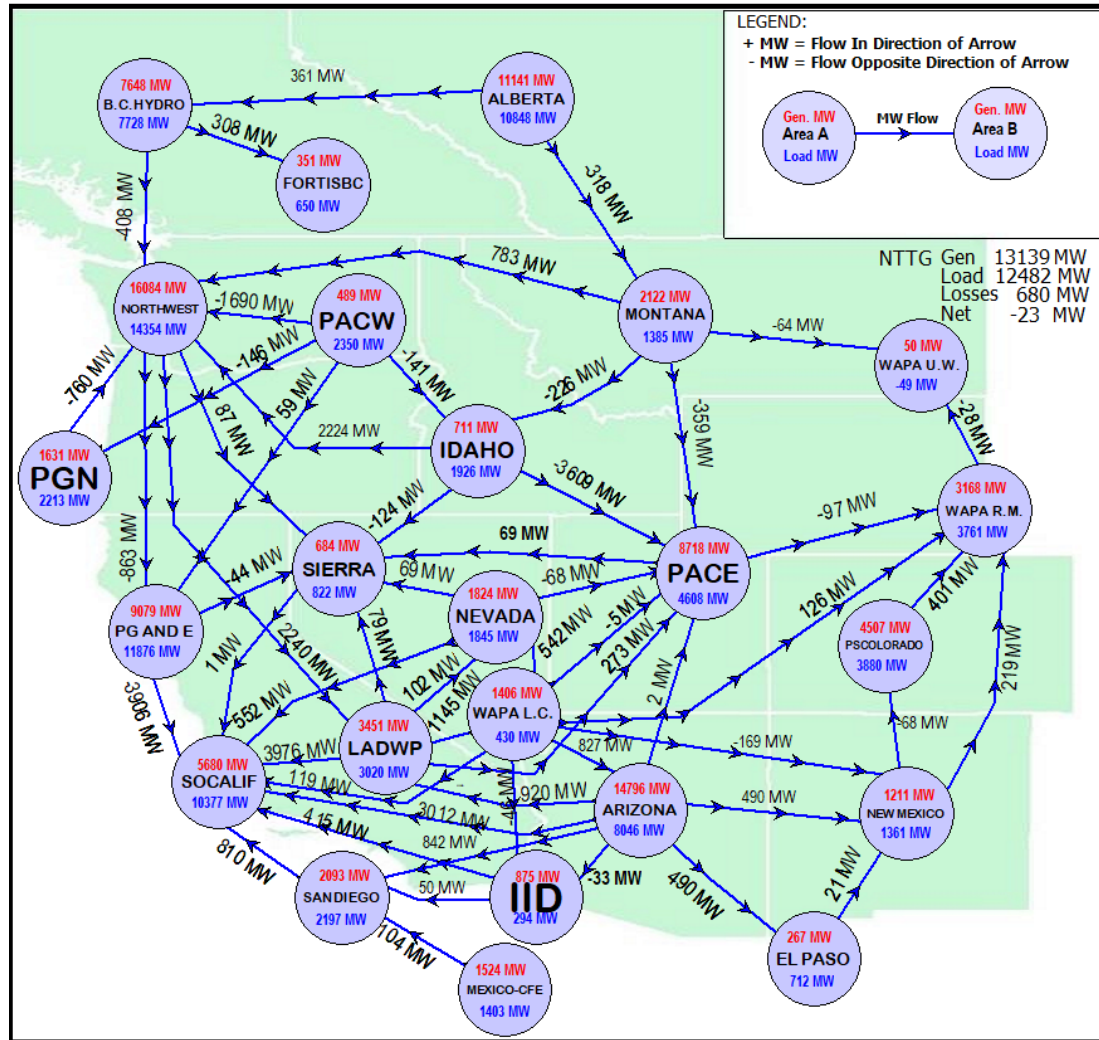 LEGEND:
+ MW = Flow In Direction of Arrow
- MW = Flow Opposite Direction of Arrow
Gen. MW
Area A
Load MW
MW Flow
Gen. MW
Area B
Load MW
NTTG Gen 13139 MW
Load 12482 MW
Losses 680 MW
Net -23 MW
7648 MW
B.C.HYDRO
7728 MW
361 MW
11141 MW
ALBERTA
10848 MW
308 MW
351 MW
FORTISBC
650 MW
-318 MW
-408 MW
783 MW
16084 MW
NORTHWEST
14354 MW
-1690 MW
489 MW
PACW
2350 MW
2122 MW
MONTANA
1385 MW
-64 MW
50 MW
WAPA U.W.
-49 MW
-146 MW
-141 MW
-760 MW
59 MW
-226 MW
-359 MW
-28 MW
87 MW
2224 MW
711 MW
IDAHO
1926 MW
1631 MW
PGN
2213 MW
-3609 MW
-97 MW
3168 MW
WAPA R.M.
3761 MW
-124 MW
-863 MW
-44 MW
684 MW
SIERRA
822 MW
69 MW
69 MW
-68 MW
8718 MW
PACE
4608 MW
126 MW
401 MW
9079 MW
PG AND E
11876 MW
1824 MW
NEVADA
1845 MW
542 MW
-5 MW
273 MW
4507 MW
PSCOLORADO
3880 MW
219 MW
1 MW
2240 MW
79 MW
102 MW
1145 MW
2 MW
-3906 MW
-552 MW
1406 MW
WAPA L.C.
430 MW
-68 MW
-169 MW
827 MW
3451 MW
LADWP
3020 MW
3976 MW
5680 MW
SOCALIF
10377 MW
119 MW
920 MW
14796 MW
ARIZONA
8046 MW
490 MW
1211 MW
NEW MEXICO
1361 MW
3012 MW
415 MW
842 MW
810 MW
-33 MW
490 MW
21 MW
2093 MW
SANDIEGO
2197 MW
50 MW
875 MW
IID
294 MW
104 MW
267 MW
EL PASO
712 MW
1524 MW
MEXICO-CFE
1403 MW